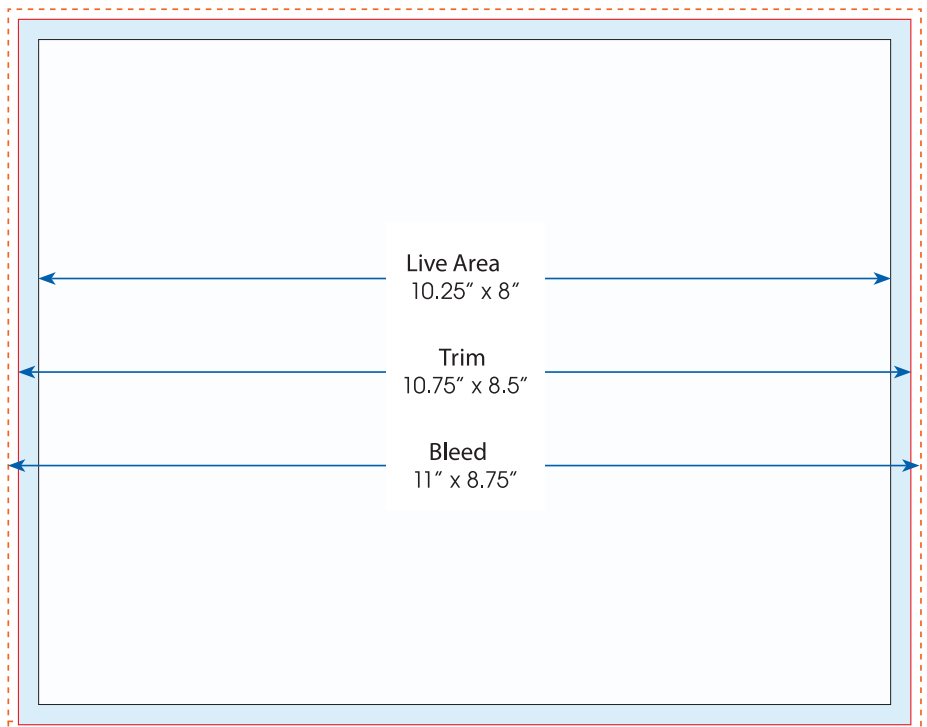 Live Area
10.25" x 8"
Trim
10.75" x 8.5"
Bleed
11" x 8.75"